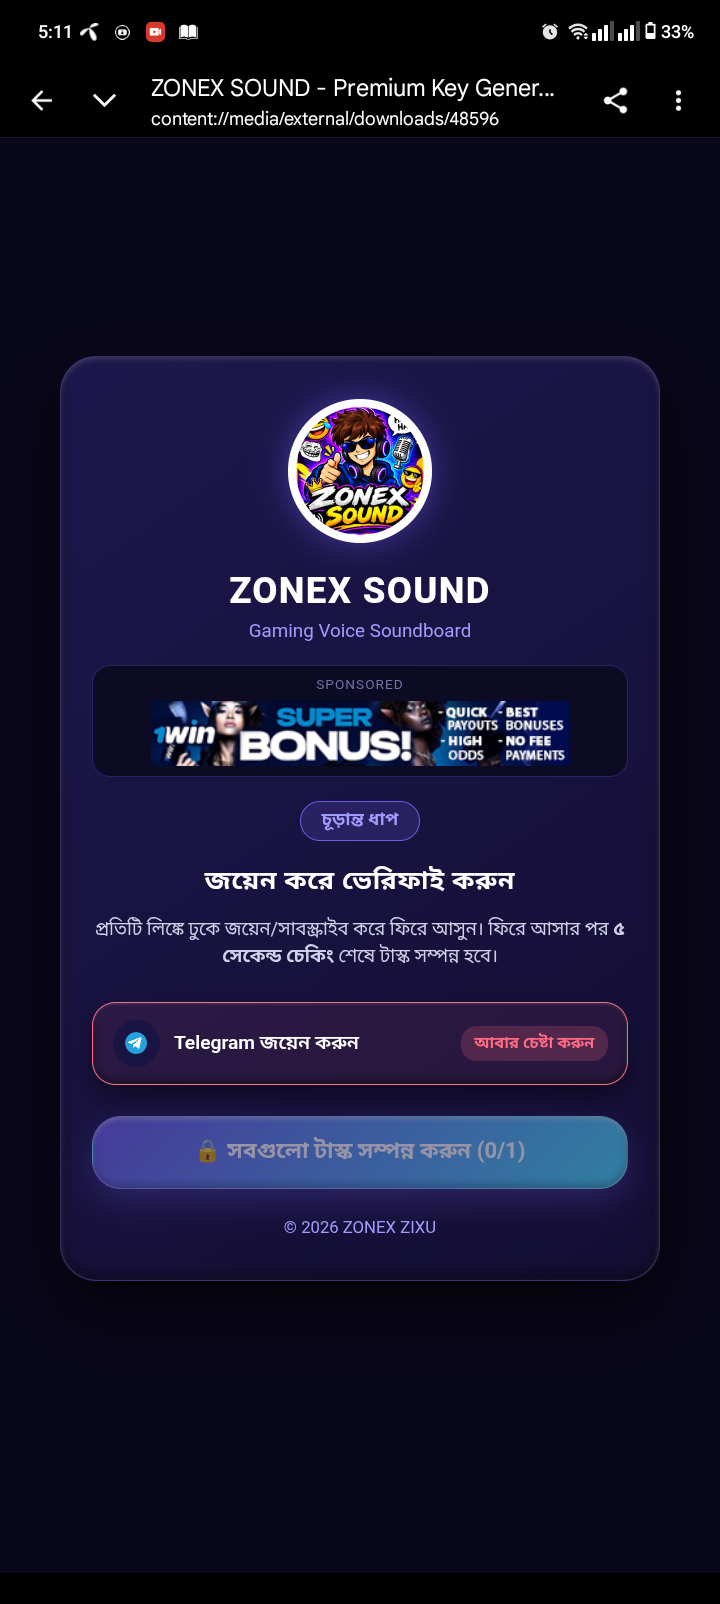 5:11
33%
ZONEX SOUND - Premium Key Gener...
content://media/external/downloads/48596
ZONEX
SOUND
ZONEX SOUND
Gaming Voice Soundboard
SPONSORED
1win
SUPER
BONUS!
- QUICK
PAYOUTS
- HIGH
ODDS
- BEST
BONUSES
- NO FEE
PAYMENTS
চূড়ান্ত ধাপ
জয়েন করে ভেরিফাই করুন
প্রতিটি লিঙ্কে ঢুকে জয়েন/সাবস্ক্রাইব করে ফিরে আসুন। ফিরে আসার পর ৫
সেকেন্ড চেকিং শেষে টাস্ক সম্পন্ন হবে।
Telegram জয়েন করুন
আবার চেষ্টা করুন
🔒 সবগুলো টাস্ক সম্পন্ন করুন (0/1)
© 2026 ZONEX ZIXU